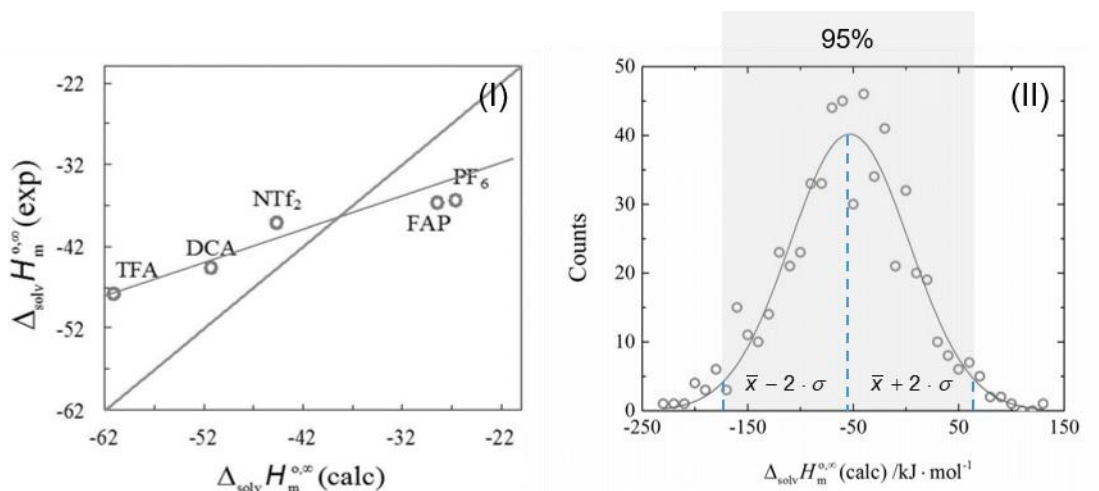 (I)
-22
-32
-42
-52
-62
Δsolv H m o,∞ (exp)
TFA
DCA
NTf2
FAP
PF6
-62 -52 -42 -32 -22
Δsolv H m o,∞ (calc)
95%
(II)
50
40
30
20
10
0
Counts
x̄ − 2 · σ x̄ + 2 · σ
-250 -150 -50 50 150
Δsolv H m o,∞ (calc) /kJ · mol-1